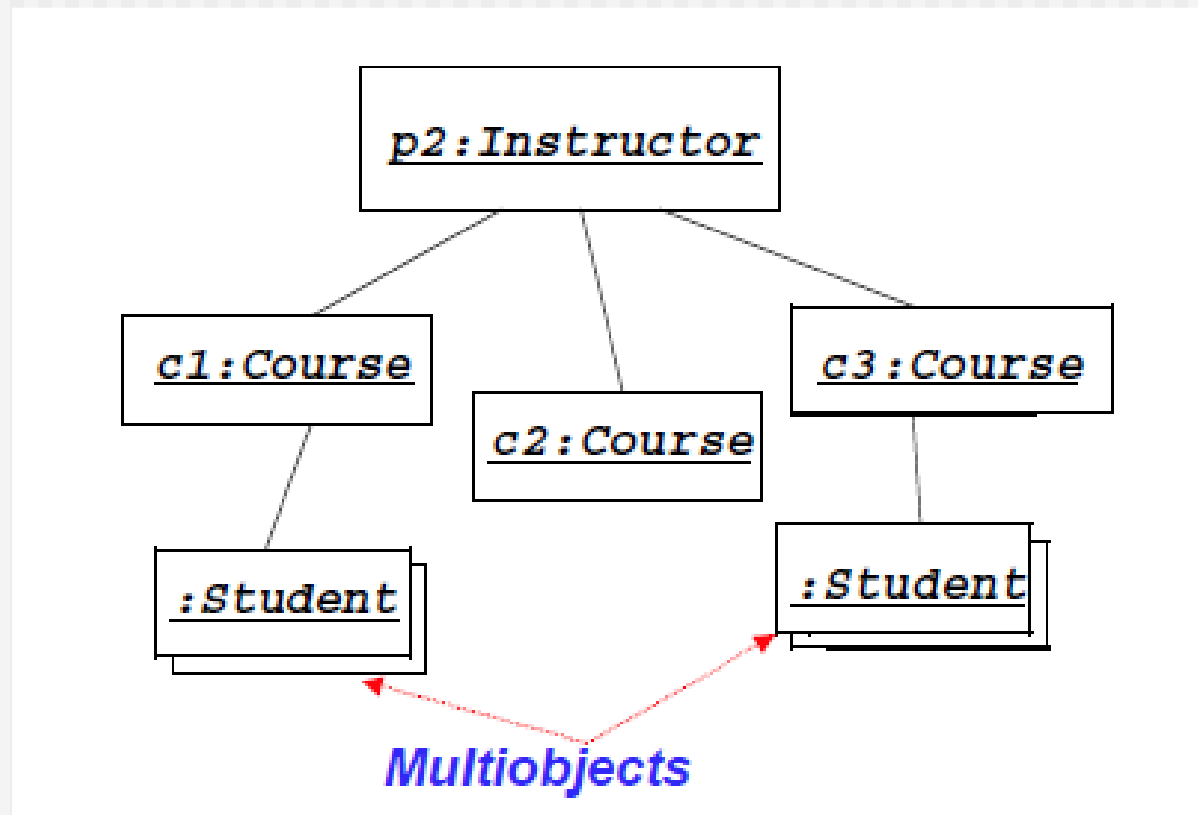 p2:Instructor
c1:Course
c2:Course
c3:Course
:Student
:Student
Multiobjects